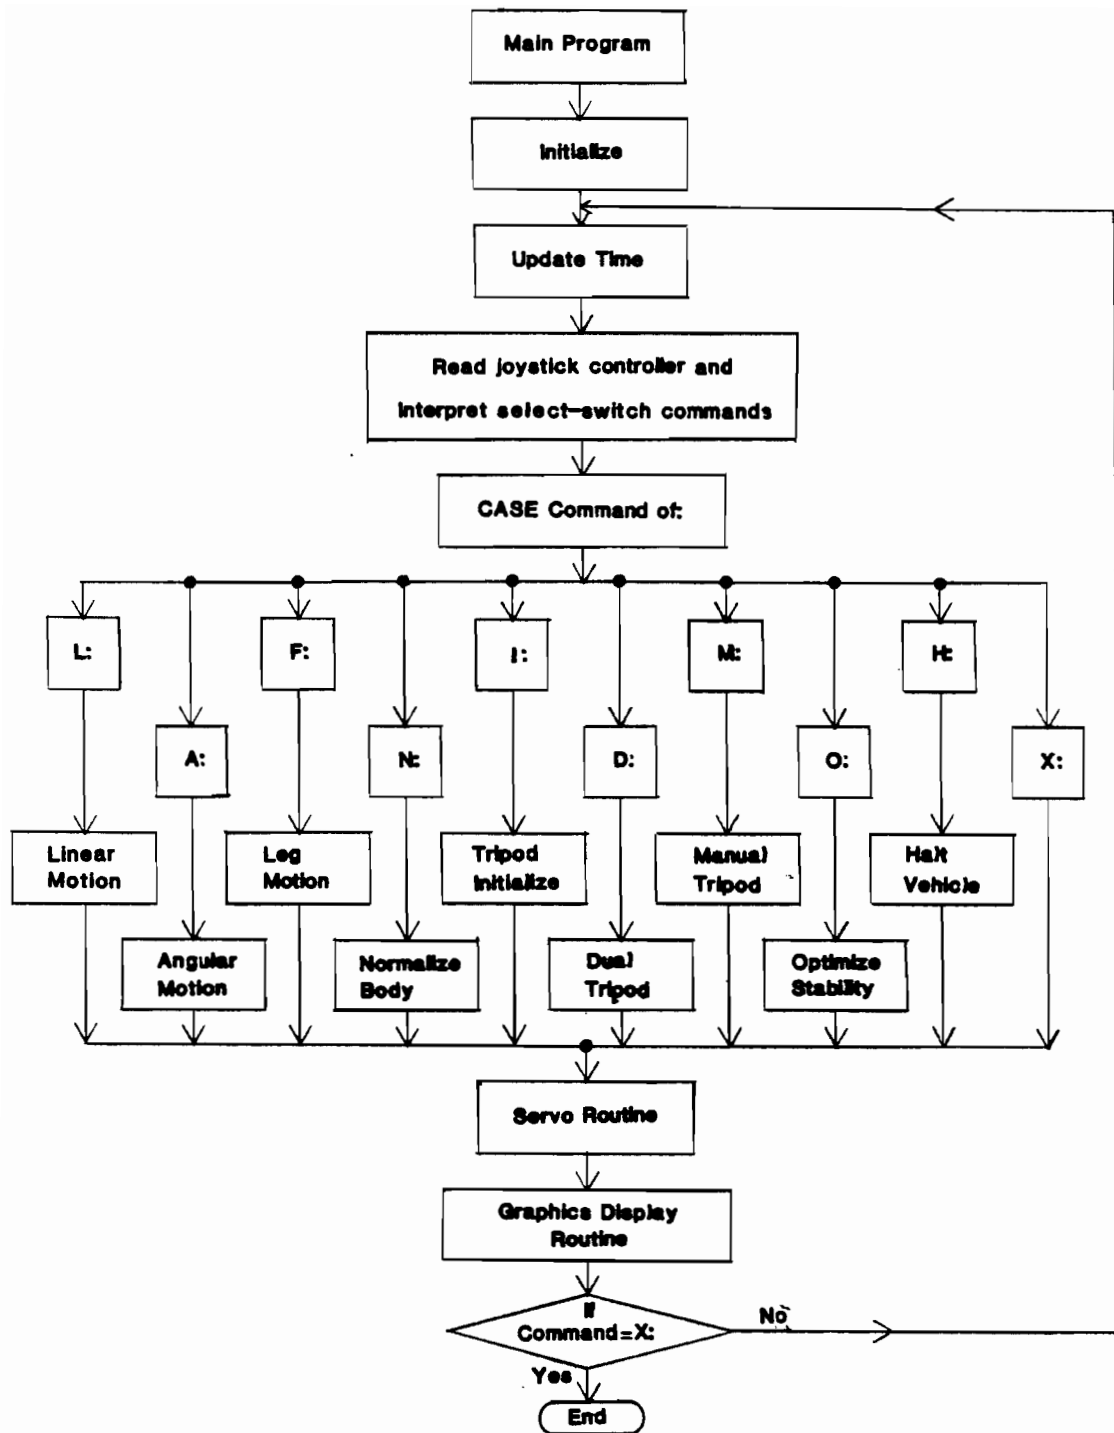 Main Program
Initialize
Update Time
Read joystick controller and
interpret select-switch commands
CASE Command of:
L:
F:
I:
M:
H:
A:
N:
D:
O:
X:
Linear
Motion
Leg
Motion
Tripod
Initialize
Manual
Tripod
Halt
Vehicle
Angular
Motion
Normalize
Body
Dual
Tripod
Optimize
Stability
Servo Routine
Graphics Display
Routine
If
Command=X:
No
Yes
End